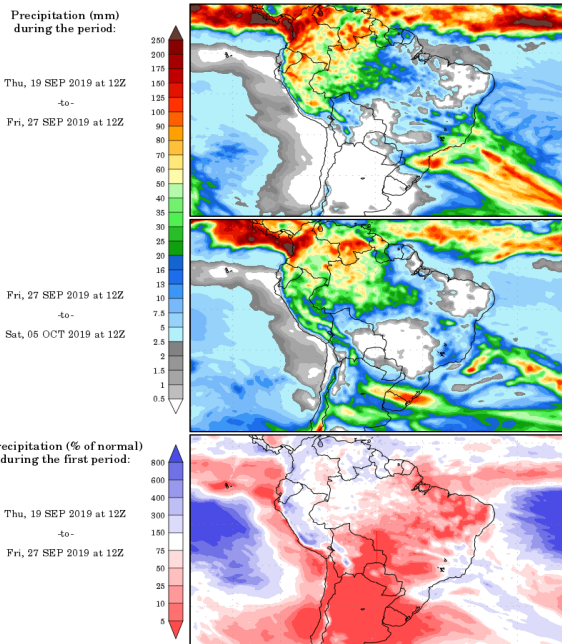 Precipitation (mm)
during the period:
Thu, 19 SEP 2019 at 12Z
-to-
Fri, 27 SEP 2019 at 12Z
250
200
175
150
125
100
90
80
70
60
50
40
35
30
25
20
16
13
10
7.5
5
2.5
2
1.5
1
0.5
Fri, 27 SEP 2019 at 12Z
-to-
Sat, 05 OCT 2019 at 12Z
recipitation (% of normal)
during the first period:
Thu, 19 SEP 2019 at 12Z
-to-
Fri, 27 SEP 2019 at 12Z
800
600
400
300
150
75
50
25
10
5